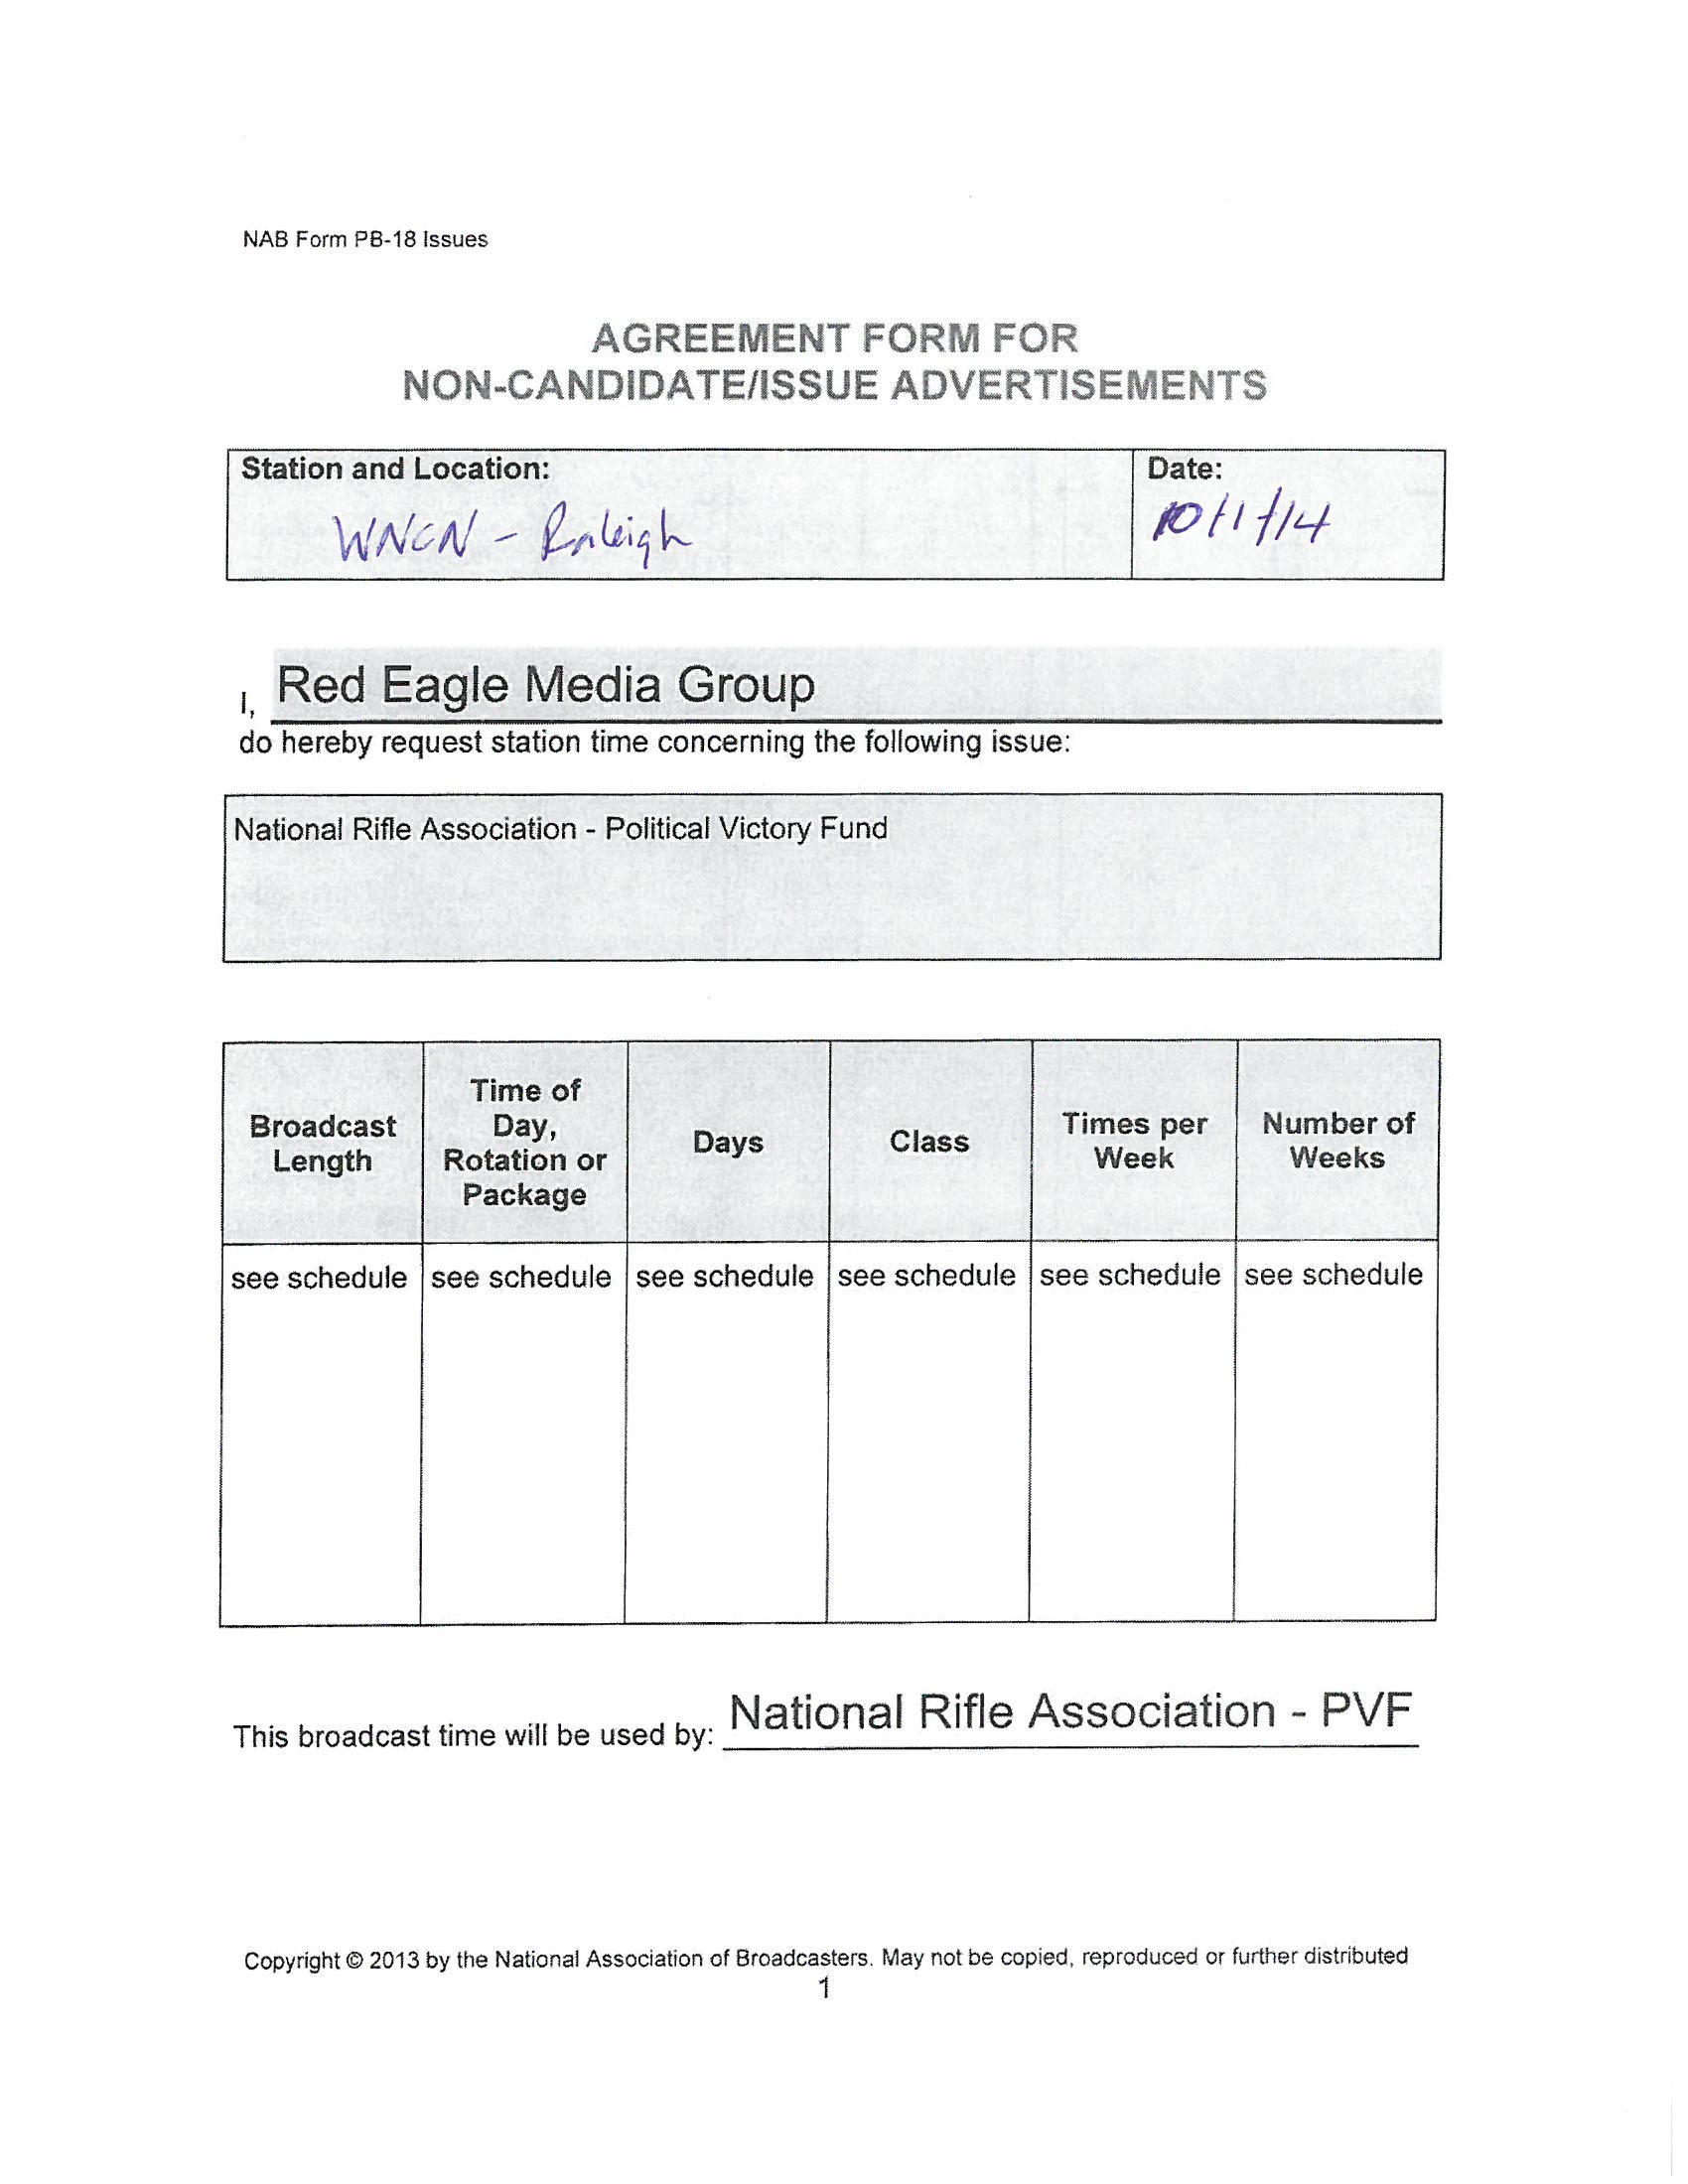 NAB Form PB-18 Issues
AGREEMENT FORM FOR
NON-CANDIDATE/ISSUE ADVERTISEMENTS
Station and Location:
Date:
WNCN - Raleigh
10/1/14
I, Red Eagle Media Group
do hereby request station time concerning the following issue:
National Rifle Association - Political Victory Fund
Broadcast
Length
Time of
Day,
Rotation or
Package
Days
Class
Times per
Week
Number of
Weeks
see schedule see schedule see schedule see schedule see schedule see schedule
This broadcast time will be used by: National Rifle Association - PVF
Copyright © 2013 by the National Association of Broadcasters. May not be copied, reproduced or further distributed
1